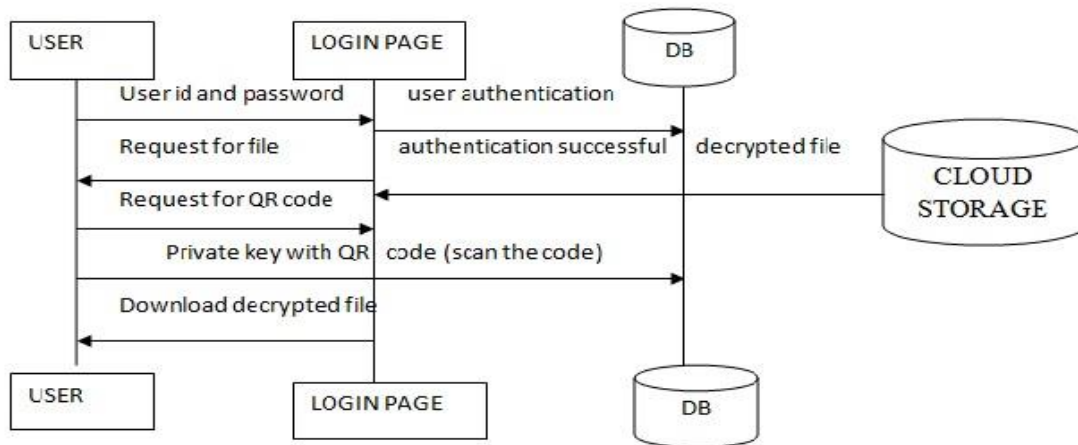 USER
LOGIN PAGE
DB
User id and password
user authentication
Request for file
authentication successful
decrypted file
CLOUD
STORAGE
Request for QR code
Private key with QR code (scan the code)
Download decrypted file
USER
LOGIN PAGE
DB